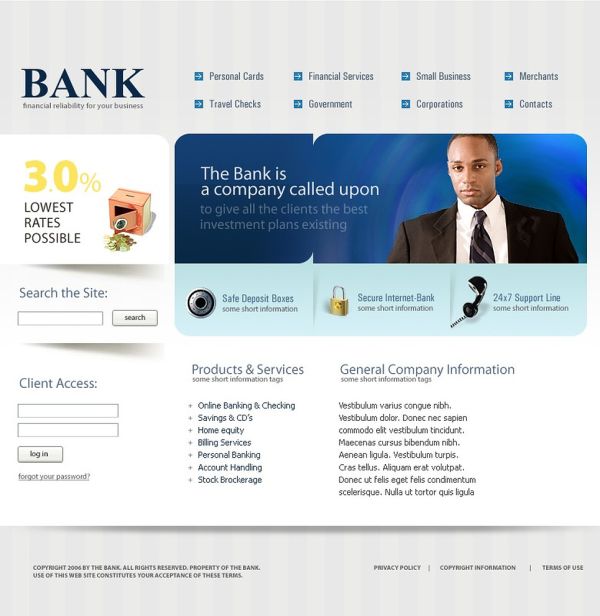 BANK
financial reliability for your business
Personal Cards
Financial Services
Small Business
Merchants
Travel Checks
Government
Corporations
Contacts
3.0%
LOWEST
RATES
POSSIBLE
The Bank is
a company called upon
to give all the clients the best
investment plans existing
Search the Site:
search
Safe Deposit Boxes
some short information
Secure Internet-Bank
some short information
24x7 Support Line
some short information
Client Access:
log in
forgot your password?
Products & Services
some short information tags
+ Online Banking & Checking
+ Savings & CD's
+ Home equity
+ Billing Services
+ Personal Banking
+ Account Handling
+ Stock Brokerage
General Company Information
some short information tags
Vestibulum varius congue nibh.
Vestibulum dolor. Donec nec sapien
commodo elit vestibulum tincidunt.
Maecenas cursus bibendum nibh.
Aenean ligula. Vestibulum turpis.
Cras tellus. Aliquam erat volutpat.
Donec ut felis eget felis condimentum
scelerisque. Nulla ut tortor quis ligula
COPYRIGHT 2006 BY THE BANK. ALL RIGHTS RESERVED. PROPERTY OF THE BANK.
USE OF THIS WEB SITE CONSTITUTES YOUR ACCEPTANCE OF THESE TERMS.
PRIVACY POLICY | COPYRIGHT INFORMATION | TERMS OF USE